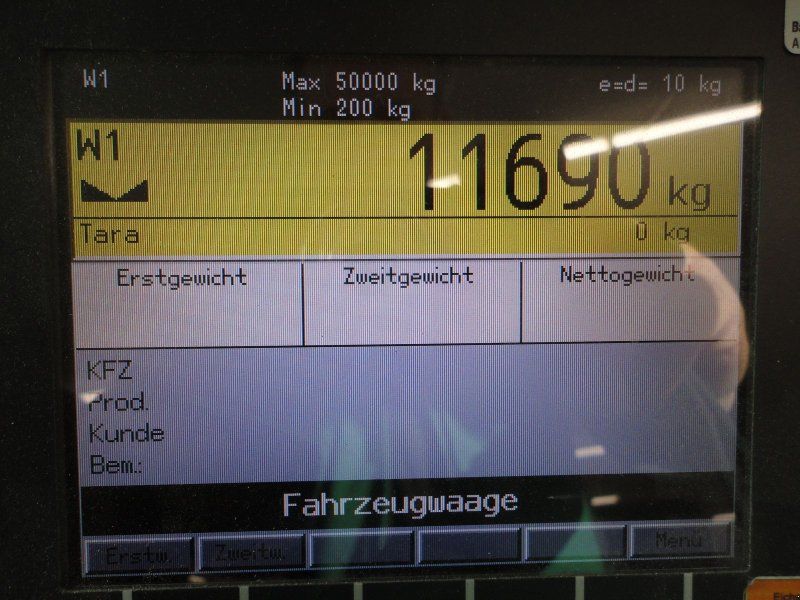 W1 Max 50000 kg e=d= 10 kg
Min 200 kg
W1 11690 kg
Tara 0 kg
Erstgewicht Zweitgewicht Nettogewicht
KFZ
Prod.
Kunde
Bem.:
Fahrzeugwaage
Erstw. Zweitw. Menü